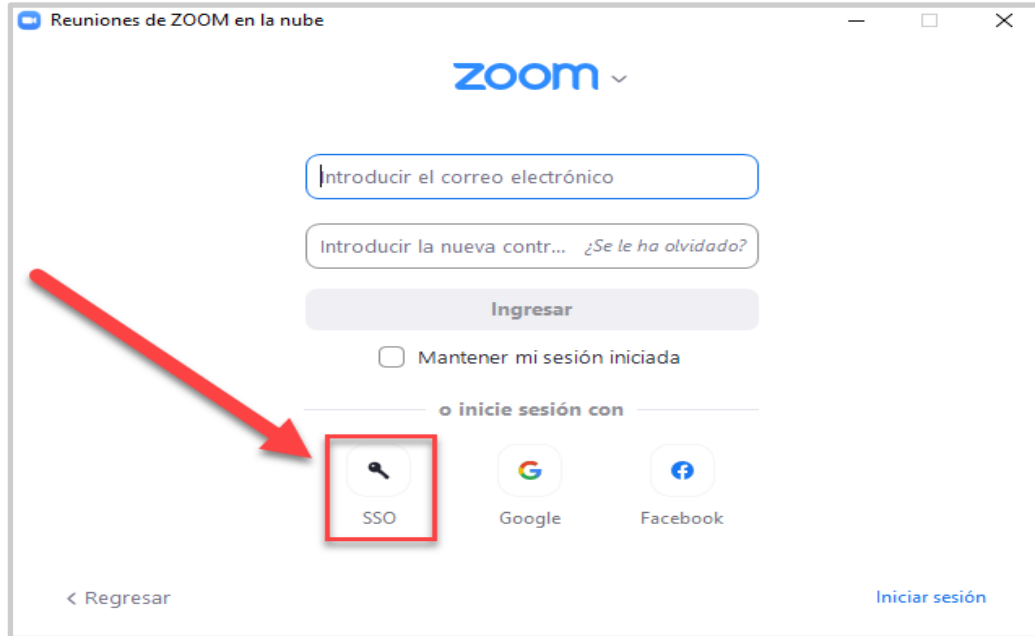 Reuniones de ZOOM en la nube
zoom
Introducir el correo electrónico
Introducir la nueva contr... ¿Se le ha olvidado?
Ingresar
Mantener mi sesión iniciada
o inicie sesión con
SSO Google Facebook
< Regresar Iniciar sesión